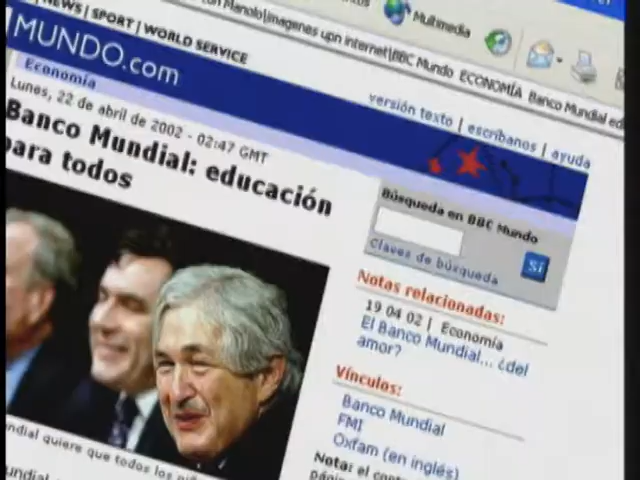 NEWS | SPORT | WORLD SERVICE
Manolo\imagenes upn internet\BBC Mundo ECONOMÍA Banco Mundial
Multimedia
MUNDO.com
Economía
versión texto | escríbanos | ayuda
Lunes, 22 de abril de 2002 - 02:47 GMT
Banco Mundial: educación
para todos
Búsqueda en BBC Mundo
Claves de búsqueda
Sí
Notas relacionadas:
19 04 02 | Economía
El Banco Mundial... ¿del
amor?
Vínculos:
Banco Mundial
FMI
Oxfam (en inglés)
Nota: el
quiere que todos los